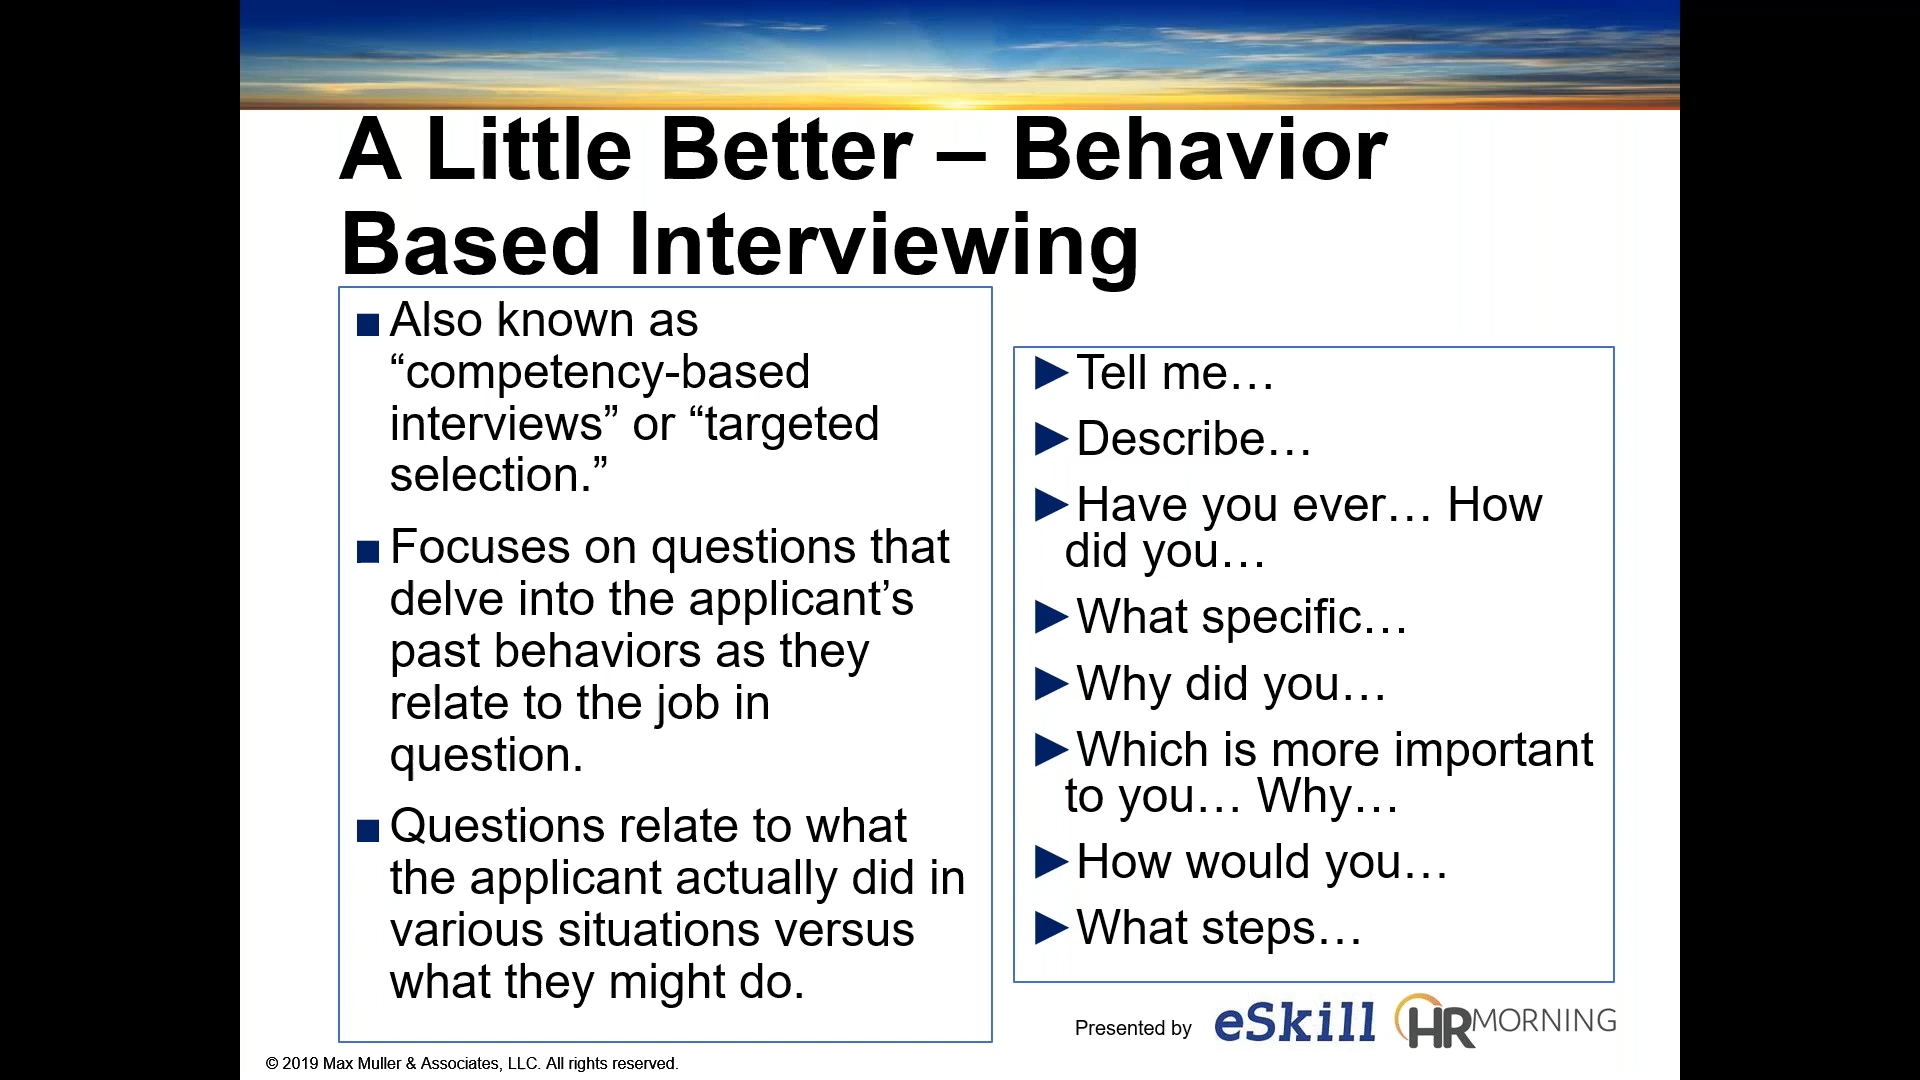 A Little Better – Behavior
Based Interviewing
■ Also known as
“competency-based
interviews” or “targeted
selection.”
■ Focuses on questions that
delve into the applicant’s
past behaviors as they
relate to the job in
question.
■ Questions relate to what
the applicant actually did in
various situations versus
what they might do.
►Tell me…
►Describe…
►Have you ever… How
did you…
►What specific…
►Why did you…
►Which is more important
to you… Why…
►How would you…
►What steps…
Presented by eSkill HRMORNING
© 2019 Max Muller & Associates, LLC. All rights reserved.